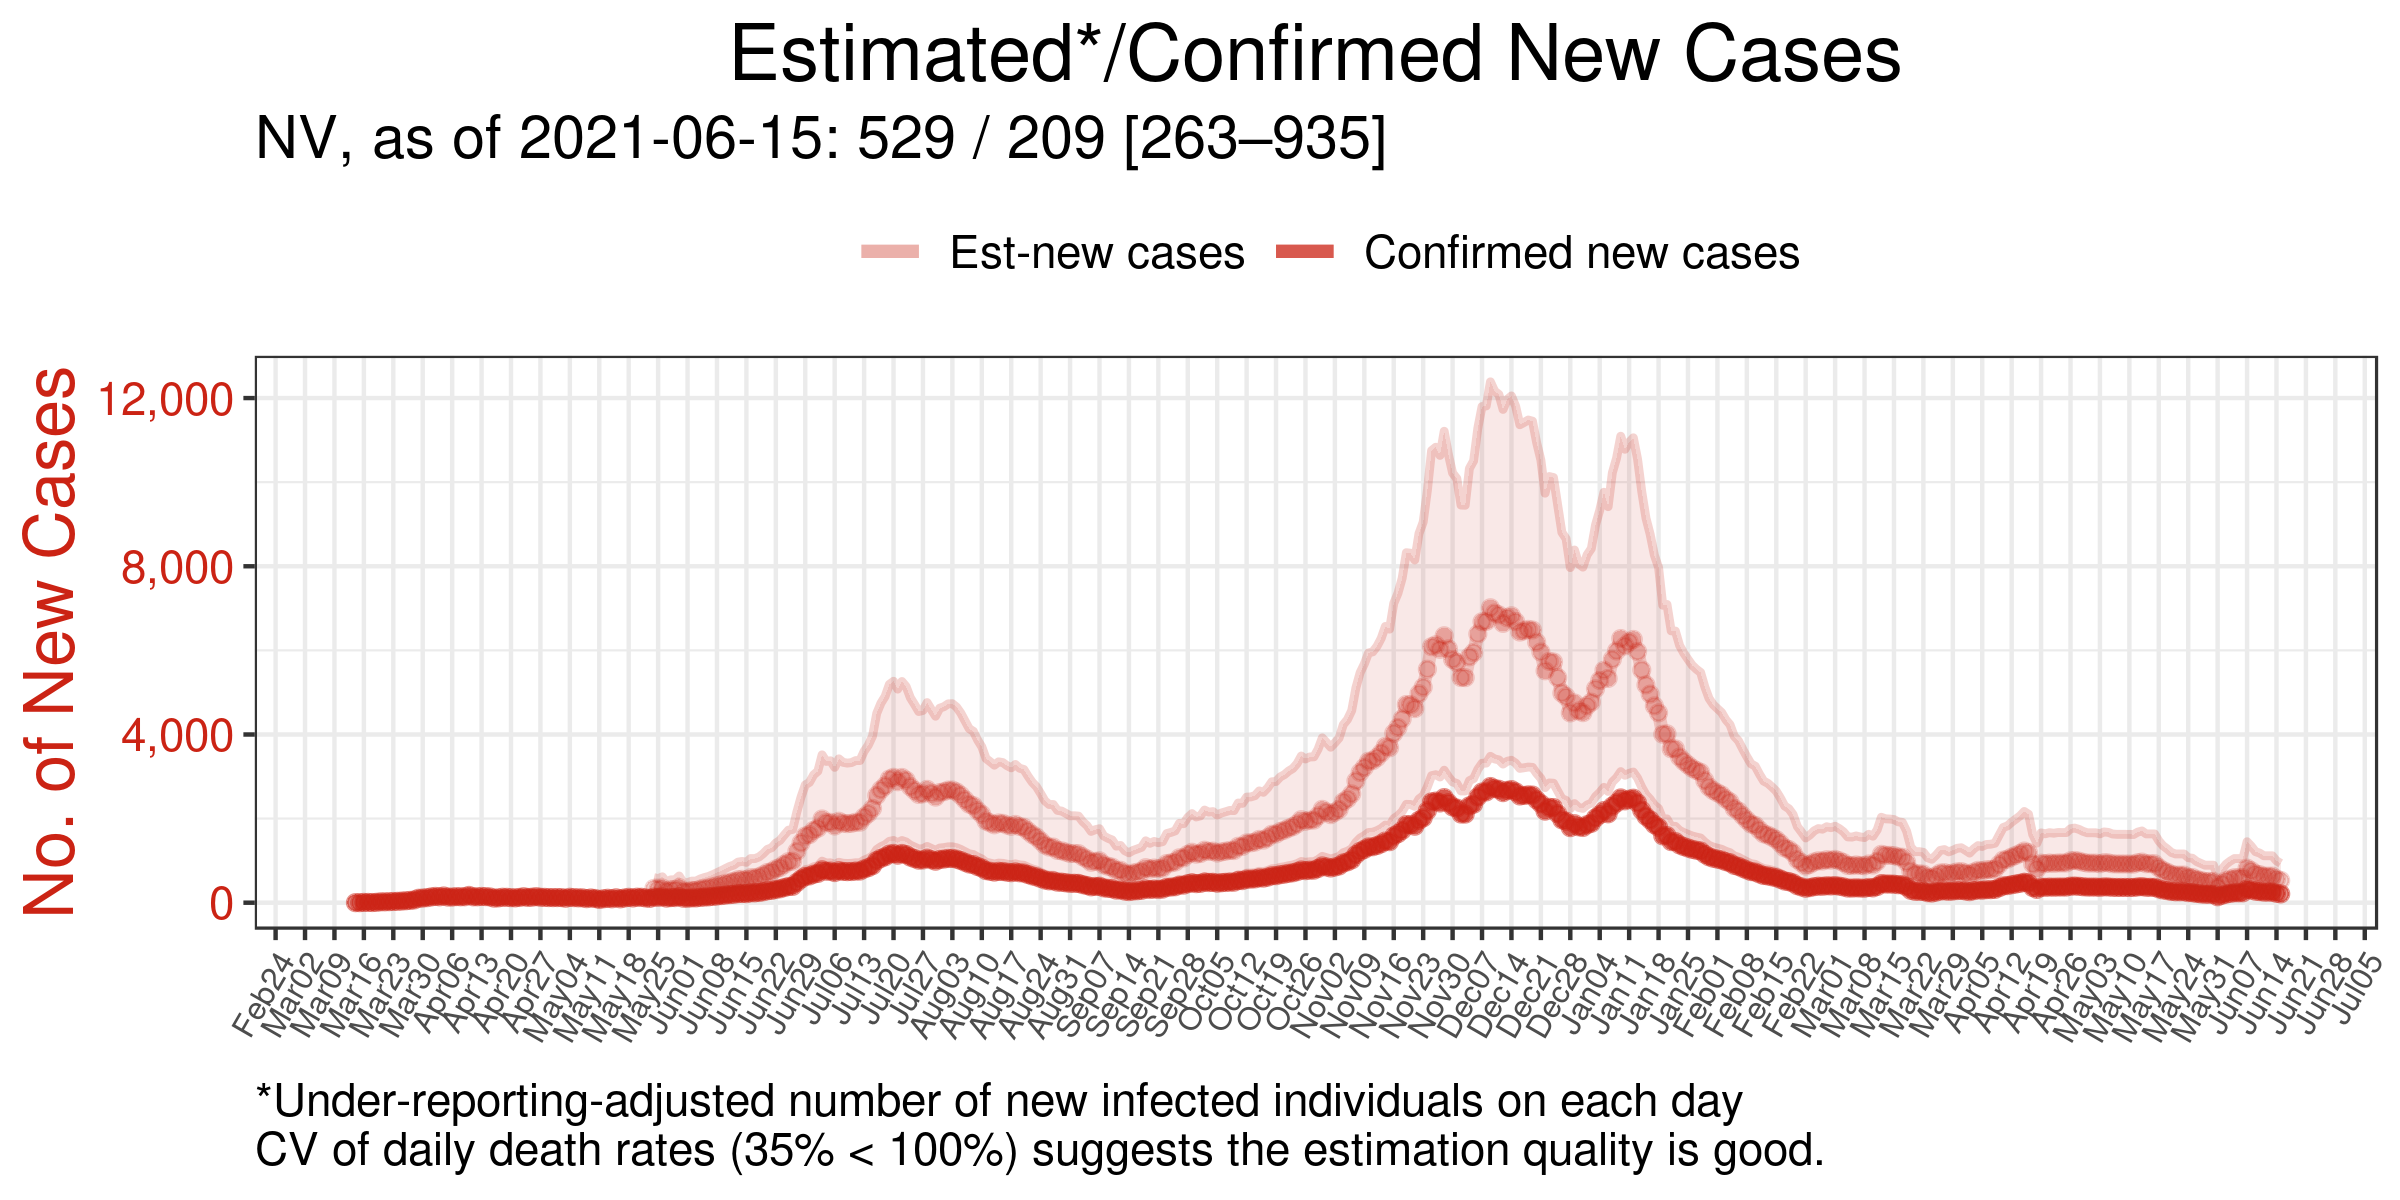 Estimated*/Confirmed New Cases
NV, as of 2021-06-15: 529 / 209 [263–935]
Est-new cases Confirmed new cases
No. of New Cases
12,000
8,000
4,000
0
Feb24 Mar02 Mar09 Mar16 Mar23 Mar30 Apr06 Apr13 Apr20 Apr27 May04 May11 May18 May25 Jun01 Jun08 Jun15 Jun22 Jun29 Jul06 Jul13 Jul20 Jul27 Aug03 Aug10 Aug17 Aug24 Aug31 Sep07 Sep14 Sep21 Sep28 Oct05 Oct12 Oct19 Oct26 Nov02 Nov09 Nov16 Nov23 Nov30 Dec07 Dec14 Dec21 Dec28 Jan04 Jan11 Jan18 Jan25 Feb01 Feb08 Feb15 Feb22 Mar01 Mar08 Mar15 Mar22 Mar29 Apr05 Apr12 Apr19 Apr26 May03 May10 May17 May24 May31 Jun07 Jun14 Jun21 Jun28 Jul05
*Under-reporting-adjusted number of new infected individuals on each day
CV of daily death rates (35% < 100%) suggests the estimation quality is good.